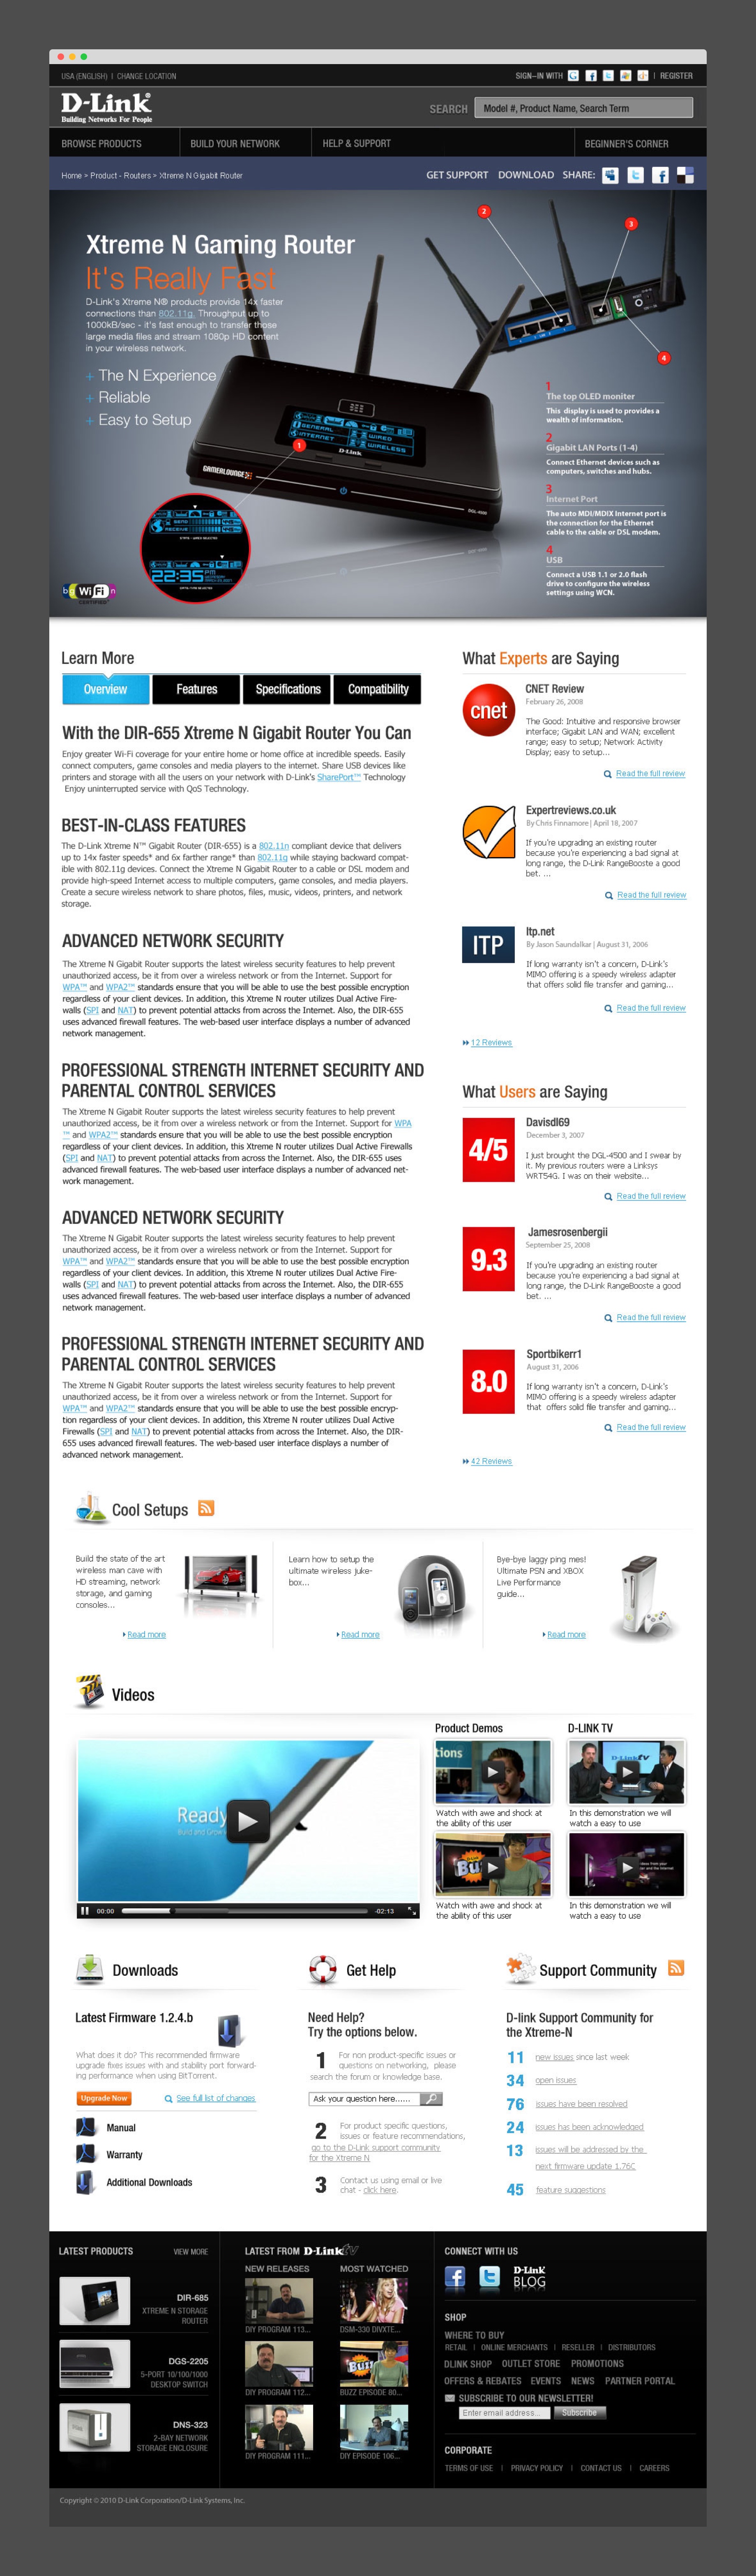 USA (ENGLISH) | CHANGE LOCATION
SIGN-IN WITH
| REGISTER
D-Link
Building Networks For People
SEARCH
Model #, Product Name, Search Term
BROWSE PRODUCTS
BUILD YOUR NETWORK
HELP & SUPPORT
BEGINNER'S CORNER
Home > Product - Routers > Xtreme N Gigabit Router
GET SUPPORT
DOWNLOAD
SHARE:
Xtreme N Gaming Router
It's Really Fast
D-Link's Xtreme N® products provide 14x faster
connections than 802.11g. Throughput up to
1000kB/sec - it's fast enough to transfer those
large media files and stream 1080p HD content
in your wireless network.
+ The N Experience
+ Reliable
+ Easy to Setup
2
3
4
1
GENERAL
INTERNET
WIRED
WIRELESS
D-Link
GAMERLOUNGE
DGL-4500
SEND
RECEIVE
22:35 PM
Wi Fi
CERTIFIED
1
The top OLED moniter
This display is used to provides a
wealth of information.
2
Gigabit LAN Ports (1-4)
Connect Ethernet devices such as
computers, switches and hubs.
3
Internet Port
The auto MDI/MDIX Internet port is
the connection for the Ethernet
cable to the cable or DSL modem.
4
USB
Connect a USB 1.1 or 2.0 flash
drive to configure the wireless
settings using WCN.
Learn More
Overview
Features
Specifications
Compatibility
With the DIR-655 Xtreme N Gigabit Router You Can
Enjoy greater Wi-Fi coverage for your entire home or home office at incredible speeds. Easily
connect computers, game consoles and media players to the internet. Share USB devices like
printers and storage with all the users on your network with D-Link's SharePort™ Technology
Enjoy uninterrupted service with QoS Technology.
BEST-IN-CLASS FEATURES
The D-Link Xtreme N™ Gigabit Router (DIR-655) is a 802.11n compliant device that delivers
up to 14x faster speeds* and 6x farther range* than 802.11g while staying backward compat-
ible with 802.11g devices. Connect the Xtreme N Gigabit Router to a cable or DSL modem and
provide high-speed Internet access to multiple computers, game consoles, and media players.
Create a secure wireless network to share photos, files, music, videos, printers, and network
storage.
ADVANCED NETWORK SECURITY
The Xtreme N Gigabit Router supports the latest wireless security features to help prevent
unauthorized access, be it from over a wireless network or from the Internet. Support for
WPA™ and WPA2™ standards ensure that you will be able to use the best possible encryption
regardless of your client devices. In addition, this Xtreme N router utilizes Dual Active Fire-
walls (SPI and NAT) to prevent potential attacks from across the Internet. Also, the DIR-655
uses advanced firewall features. The web-based user interface displays a number of advanced
network management.
PROFESSIONAL STRENGTH INTERNET SECURITY AND
PARENTAL CONTROL SERVICES
The Xtreme N Gigabit Router supports the latest wireless security features to help prevent
unauthorized access, be it from over a wireless network or from the Internet. Support for WPA
™ and WPA2™ standards ensure that you will be able to use the best possible encryption
regardless of your client devices. In addition, this Xtreme N router utilizes Dual Active Firewalls
(SPI and NAT) to prevent potential attacks from across the Internet. Also, the DIR-655 uses
advanced firewall features. The web-based user interface displays a number of advanced net-
work management.
ADVANCED NETWORK SECURITY
The Xtreme N Gigabit Router supports the latest wireless security features to help prevent
unauthorized access, be it from over a wireless network or from the Internet. Support for
WPA™ and WPA2™ standards ensure that you will be able to use the best possible encryption
regardless of your client devices. In addition, this Xtreme N router utilizes Dual Active Fire-
walls (SPI and NAT) to prevent potential attacks from across the Internet. Also, the DIR-655
uses advanced firewall features. The web-based user interface displays a number of advanced
network management.
PROFESSIONAL STRENGTH INTERNET SECURITY AND
PARENTAL CONTROL SERVICES
The Xtreme N Gigabit Router supports the latest wireless security features to help prevent
unauthorized access, be it from over a wireless network or from the Internet. Support for
WPA™ and WPA2™ standards ensure that you will be able to use the best possible encryp-
tion regardless of your client devices. In addition, this Xtreme N router utilizes Dual Active
Firewalls (SPI and NAT) to prevent potential attacks from across the Internet. Also, the DIR-
655 uses advanced firewall features. The web-based user interface displays a number of
advanced network management.
What Experts are Saying
cnet
CNET Review
February 26, 2008
The Good: Intuitive and responsive browser
interface; Gigabit LAN and WAN; excellent
range; easy to setup; Network Activity
Display; easy to setup...
Read the full review
Expertreviews.co.uk
By Chris Finnamore | April 18, 2007
If you're upgrading an existing router
because you're experiencing a bad signal at
long range, the D-Link RangeBooste a good
bet. ...
Read the full review
ITP
Itp.net
By Jason Saundalkar | August 31, 2006
If long warranty isn't a concern, D-Link's
MIMO offering is a speedy wireless adapter
that offers solid file transfer and gaming...
Read the full review
12 Reviews
What Users are Saying
4/5
Davisdl69
December 3, 2007
I just brought the DGL-4500 and I swear by
it. My previous routers were a Linksys
WRT54G. I was on their website...
Read the full review
9.3
Jamesrosenbergii
September 25, 2008
If you're upgrading an existing router
because you're experiencing a bad signal at
long range, the D-Link RangeBooste a good
bet. ...
Read the full review
8.0
Sportbikerr1
August 31, 2006
If long warranty isn't a concern, D-Link's
MIMO offering is a speedy wireless adapter
that offers solid file transfer and gaming...
Read the full review
42 Reviews
Cool Setups
Build the state of the art
wireless man cave with
HD streaming, network
storage, and gaming
consoles...
Read more
Learn how to setup the
ultimate wireless juke-
box...
Read more
Bye-bye laggy ping mes!
Ultimate PSN and XBOX
Live Performance
guide...
Read more
Videos
Ready
Build and Grow
00:00
-02:13
Product Demos
tions
Watch with awe and shock at
the ability of this user
Watch with awe and shock at
the ability of this user
D-LINK TV
D-Link tv
In this demonstration we will
watch a easy to use
In this demonstration we will
watch a easy to use
Downloads
Latest Firmware 1.2.4.b
What does it do? This recommended firmware
upgrade fixes issues with and stability port forward-
ing performance when using BitTorrent.
Upgrade Now
See full list of changes
Manual
Warranty
Additional Downloads
Get Help
Need Help?
Try the options below.
1
For non product-specific issues or
questions on networking, please
search the forum or knowledge base.
Ask your question here......
2
For product specific questions,
issues or feature recommendations,
go to the D-Link support community
for the Xtreme N
3
Contact us using email or live
chat - click here.
Support Community
D-link Support Community for
the Xtreme-N
11 new issues since last week
34 open issues
76 issues have been resolved
24 issues has been acknowledged
13 issues will be addressed by the
next firmware update 1.76C
45 feature suggestions
LATEST PRODUCTS
VIEW MORE
DIR-685
XTREME N STORAGE
ROUTER
DGS-2205
5-PORT 10/100/1000
DESKTOP SWITCH
DNS-323
2-BAY NETWORK
STORAGE ENCLOSURE
LATEST FROM D-Link tv
NEW RELEASES
DIY PROGRAM 113...
DIY PROGRAM 112...
DIY PROGRAM 111...
MOST WATCHED
DSM-330 DIVXTE...
BUZZ EPISODE 80...
DIY EPISODE 106...
CONNECT WITH US
D-Link
BLOG
SHOP
WHERE TO BUY
RETAIL | ONLINE MERCHANTS | RESELLER | DISTRIBUTORS
DLINK SHOP OUTLET STORE PROMOTIONS
OFFERS & REBATES EVENTS NEWS PARTNER PORTAL
SUBSCRIBE TO OUR NEWSLETTER!
Enter email address...
Subscribe
CORPORATE
TERMS OF USE | PRIVACY POLICY | CONTACT US | CAREERS
Copyright © 2010 D-Link Corporation/D-Link Systems, Inc.